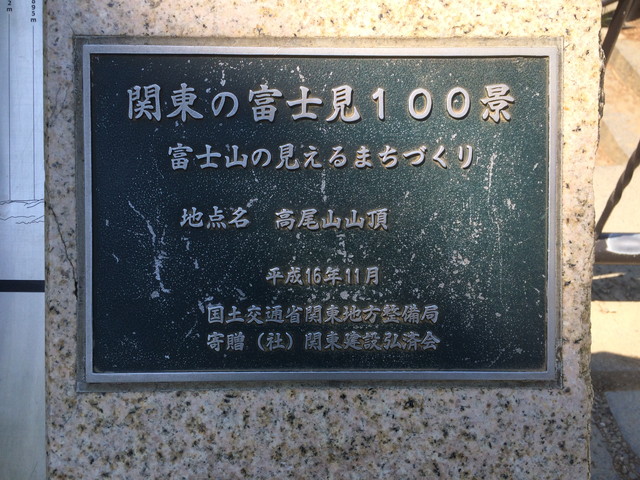 関東の富士見100景
富士山の見えるまちづくり
地点名 高尾山山頂
平成16年11月
国土交通省関東地方整備局
寄贈（社）関東建設弘済会